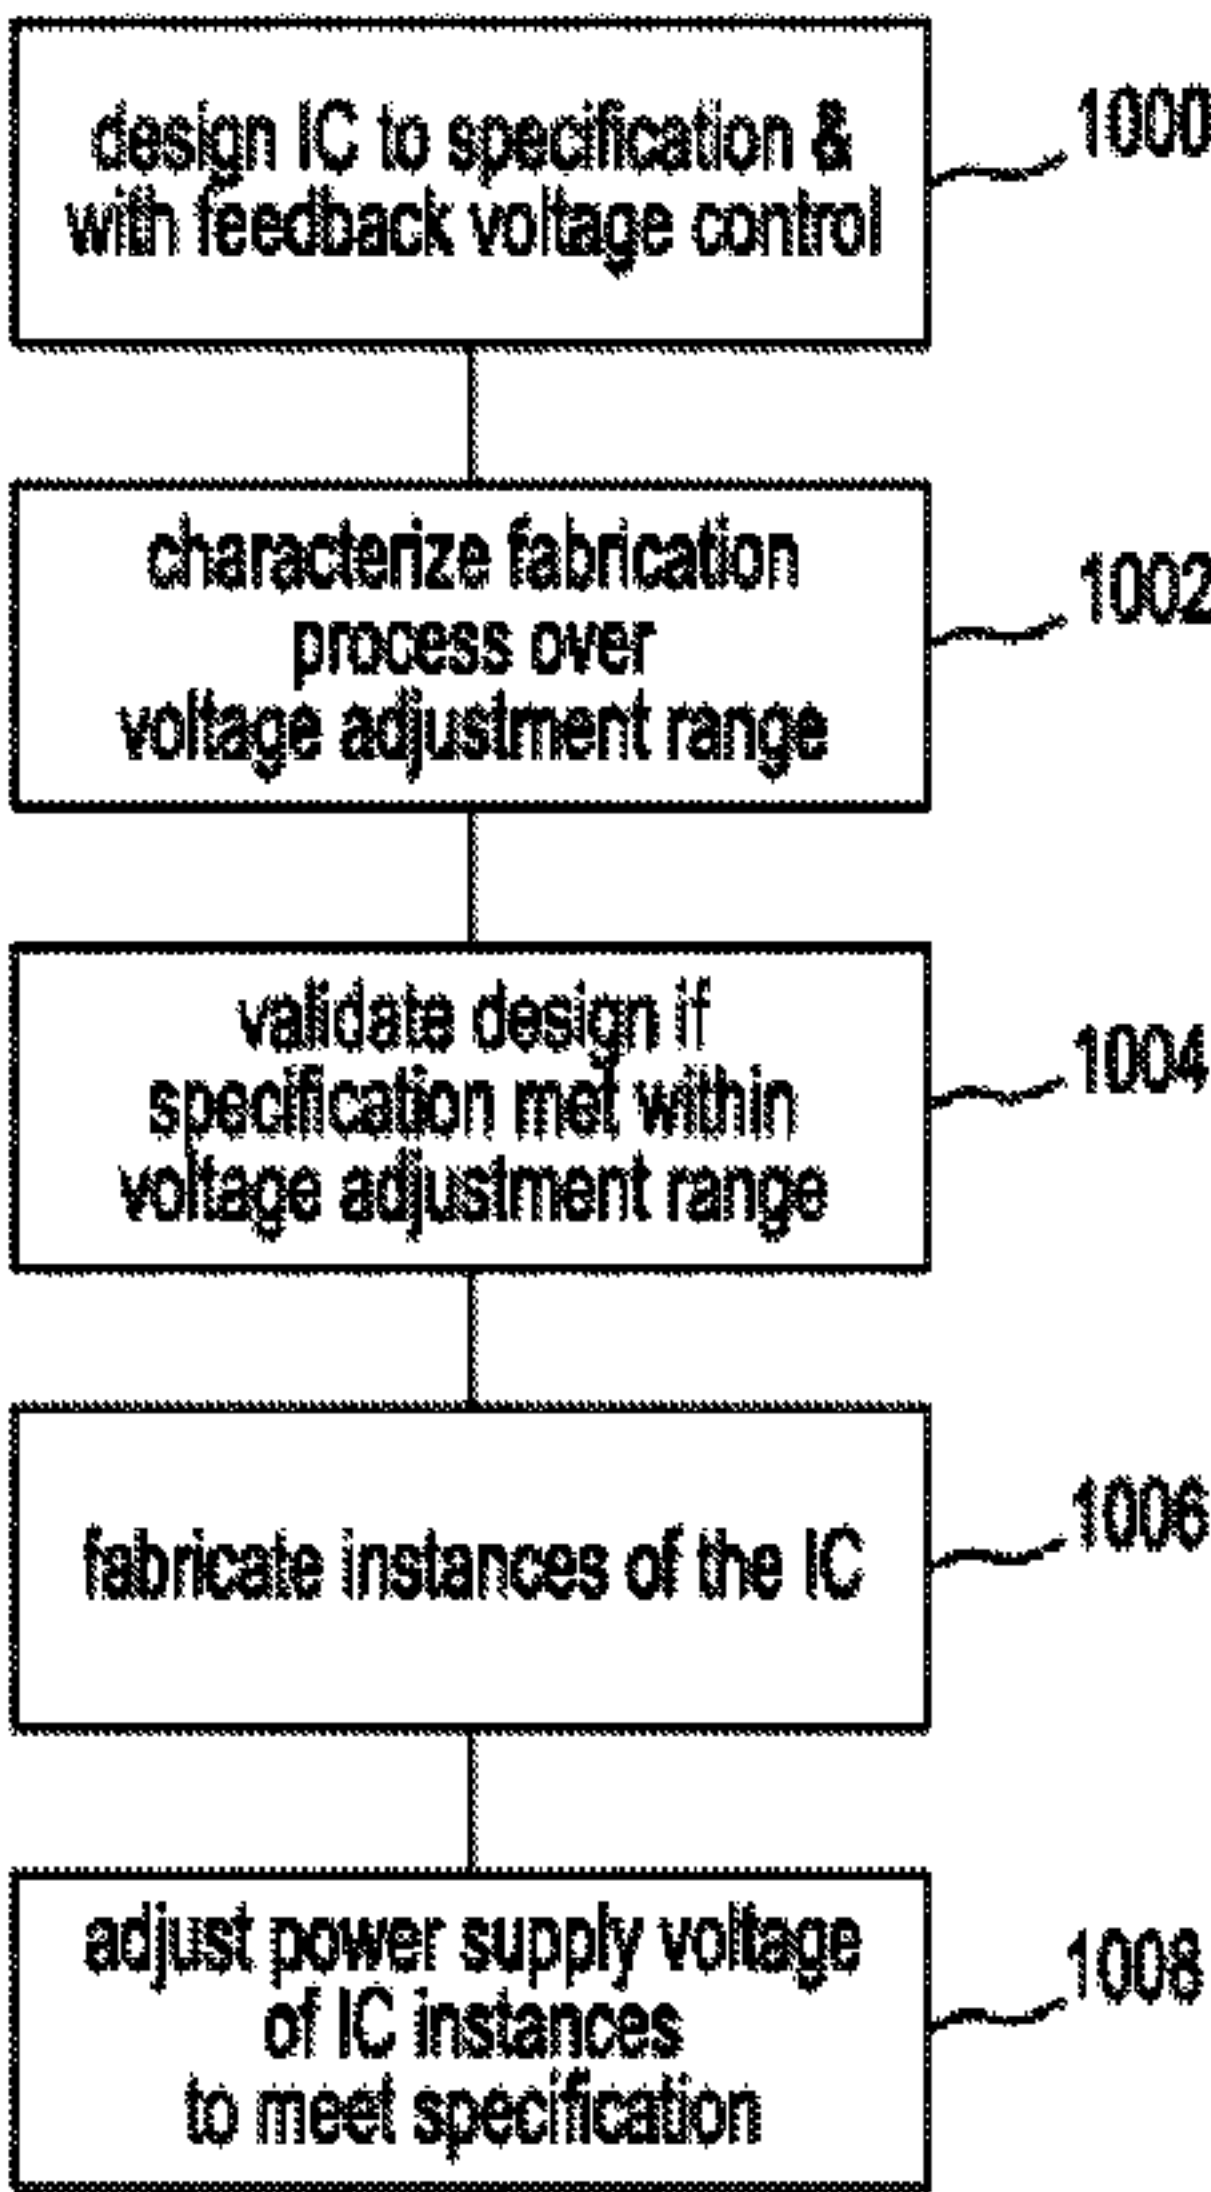 design IC to specification &
with feedback voltage control
1000
characterize fabrication
process over
voltage adjustment range
1002
validate design if
specification met within
voltage adjustment range
1004
fabricate instances of the IC
1006
adjust power supply voltage
of IC instances
to meet specification
1008